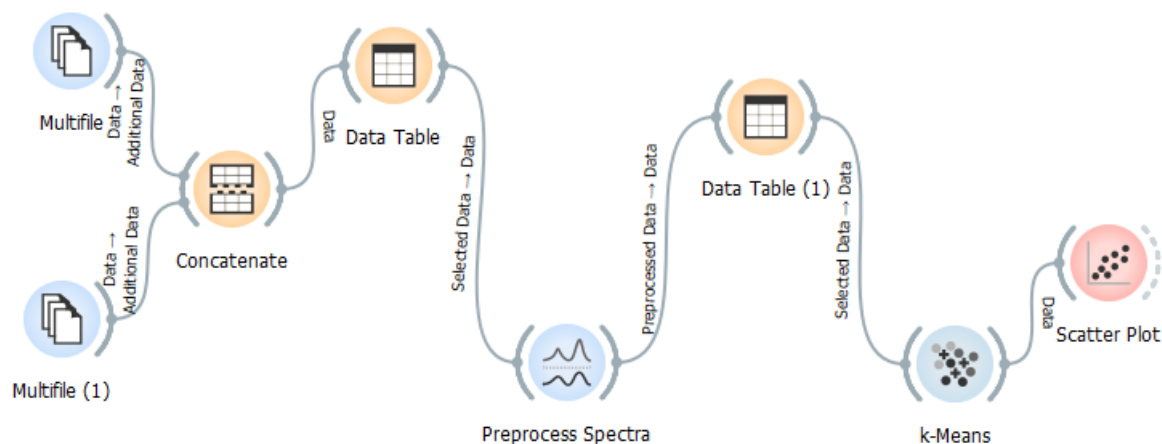 Multifile
Data →
Additional Data
Multifile (1)
Data →
Additional Data
Concatenate
Data
Data Table
Selected Data → Data
Preprocess Spectra
Preprocessed Data → Data
Data Table (1)
Selected Data → Data
k-Means
Data
Scatter Plot